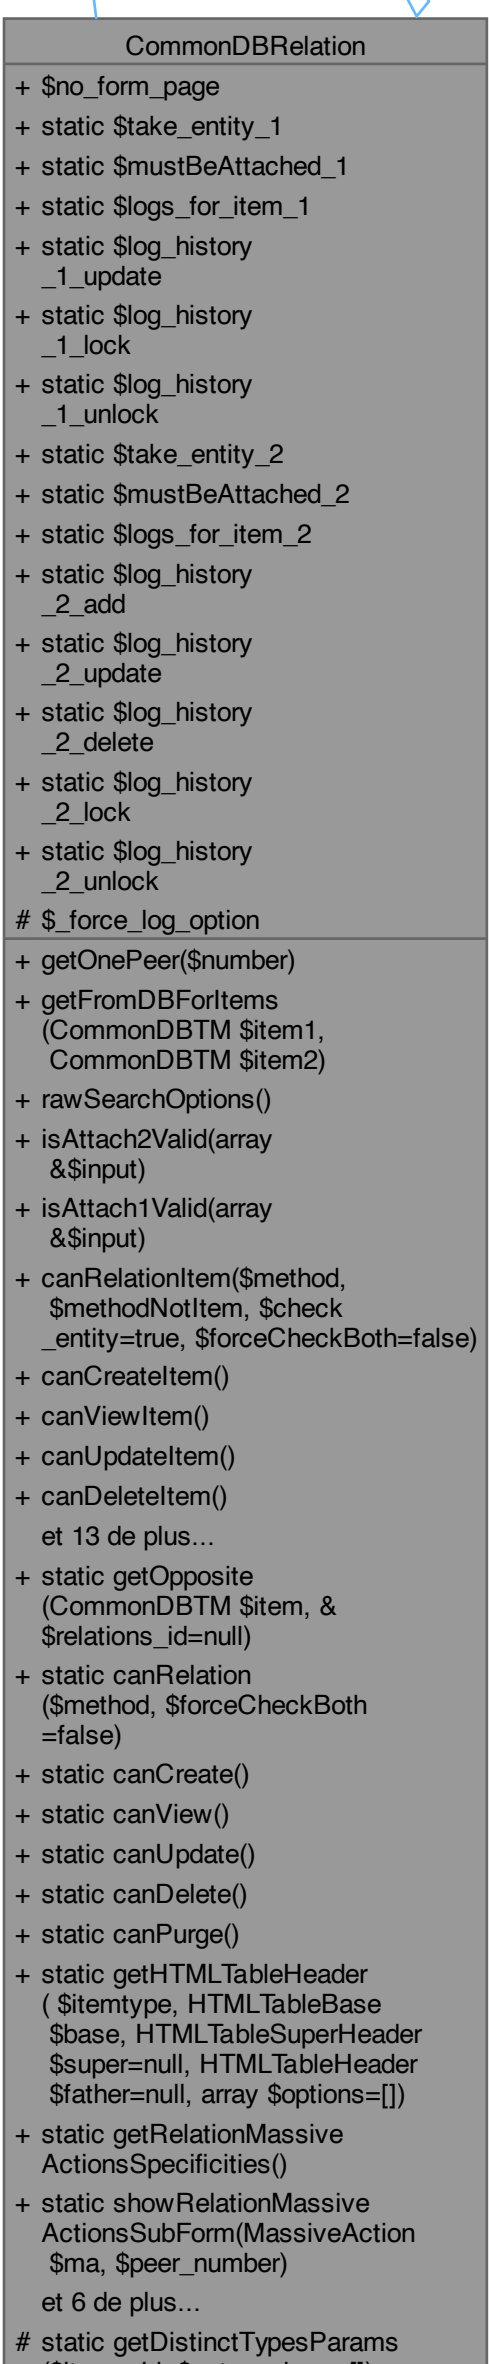 CommonDBRelation
+ $no_form_page
+ static $take_entity_1
+ static $mustBeAttached_1
+ static $logs_for_item_1
+ static $log_history
_1_update
+ static $log_history
_1_lock
+ static $log_history
_1_unlock
+ static $take_entity_2
+ static $mustBeAttached_2
+ static $logs_for_item_2
+ static $log_history
_2_add
+ static $log_history
_2_update
+ static $log_history
_2_delete
+ static $log_history
_2_lock
+ static $log_history
_2_unlock
# $_force_log_option
+ getOnePeer($number)
+ getFromDBForItems
(CommonDBTM $item1,
CommonDBTM $item2)
+ rawSearchOptions()
+ isAttach2Valid(array
&$input)
+ isAttach1Valid(array
&$input)
+ canRelationItem($method,
$methodNotItem, $check
_entity=true, $forceCheckBoth=false)
+ canCreateItem()
+ canViewItem()
+ canUpdateItem()
+ canDeleteItem()
et 13 de plus...
+ static getOpposite
(CommonDBTM $item, &
$relations_id=null)
+ static canRelation
($method, $forceCheckBoth
=false)
+ static canCreate()
+ static canView()
+ static canUpdate()
+ static canDelete()
+ static canPurge()
+ static getHTMLTableHeader
( $itemtype, HTMLTableBase
$base, HTMLTableSuperHeader
$super=null, HTMLTableHeader
$father=null, array $options=[])
+ static getRelationMassive
ActionsSpecificities()
+ static showRelationMassive
ActionsSubForm(MassiveAction
$ma, $peer_number)
et 6 de plus...
# static getDistinctTypesParams